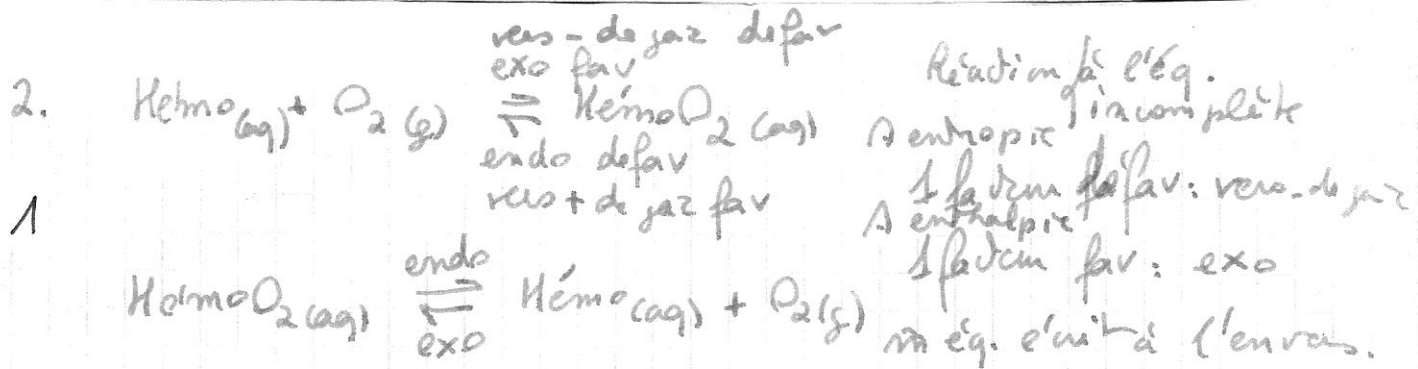 vers - de gaz défav
exo fav
2. Hémo(aq) + O2 (g) ⇌ HémoO2 (aq)
endo défav
vers + de gaz fav
Réaction à l'éq.
incomplète
Δ entropie
1 facteur défav : vers - de gaz
1
Δ enthalpie
1 facteur fav : exo
endo
HémoO2 (aq) ⇌ Hémo (aq) + O2 (g)
exo
m̂ éq. écrit à l'envers.